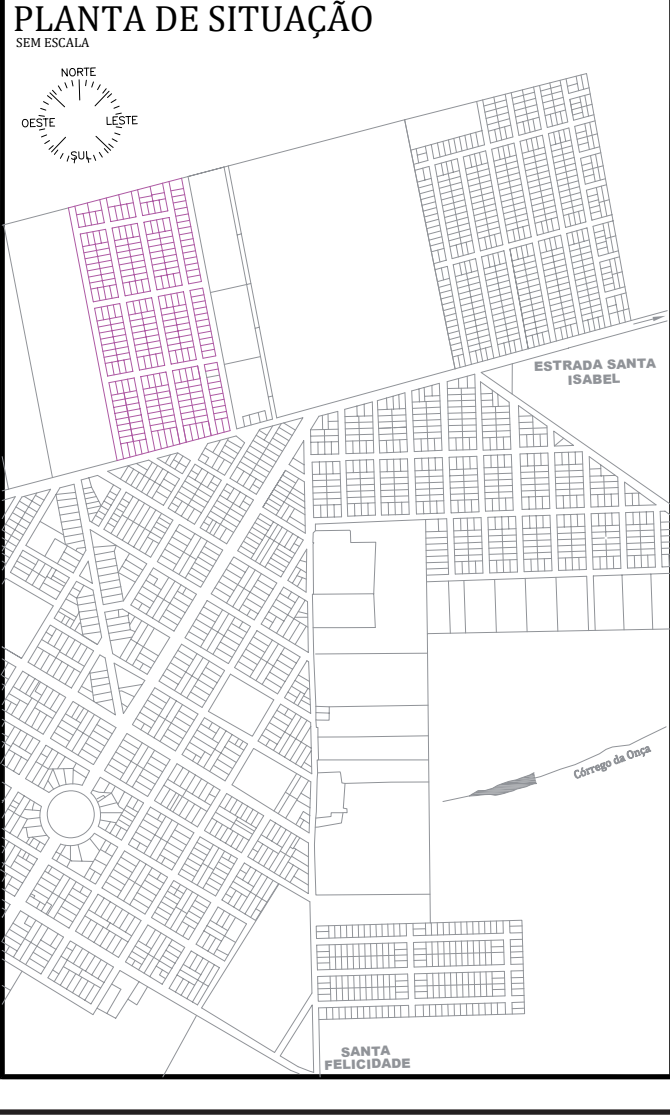 PLANTA DE SITUAÇÃO
SEM ESCALA
NORTE
OESTE
LESTE
SUL
ESTRADA SANTA
ISABEL
Córrego da Onça
SANTA
FELICIDADE